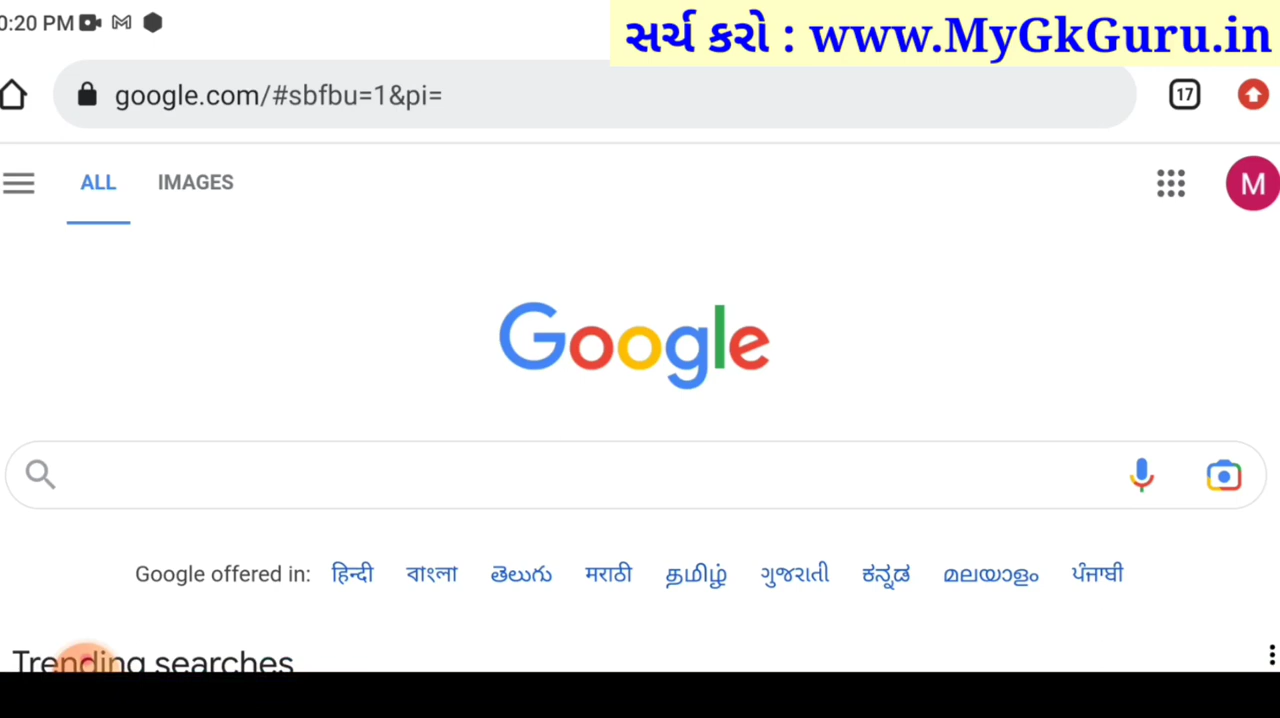 0:20 PM
સર્ચ કરો : www.MyGkGuru.in
google.com/#sbfbu=1&pi=
17
ALL IMAGES
M
Google
Google offered in: हिन्दी বাংলা తెలుగు मराठी தமிழ் ગુજરાતી ಕನ್ನಡ മലയാളം ਪੰਜਾਬੀ
Trending searches